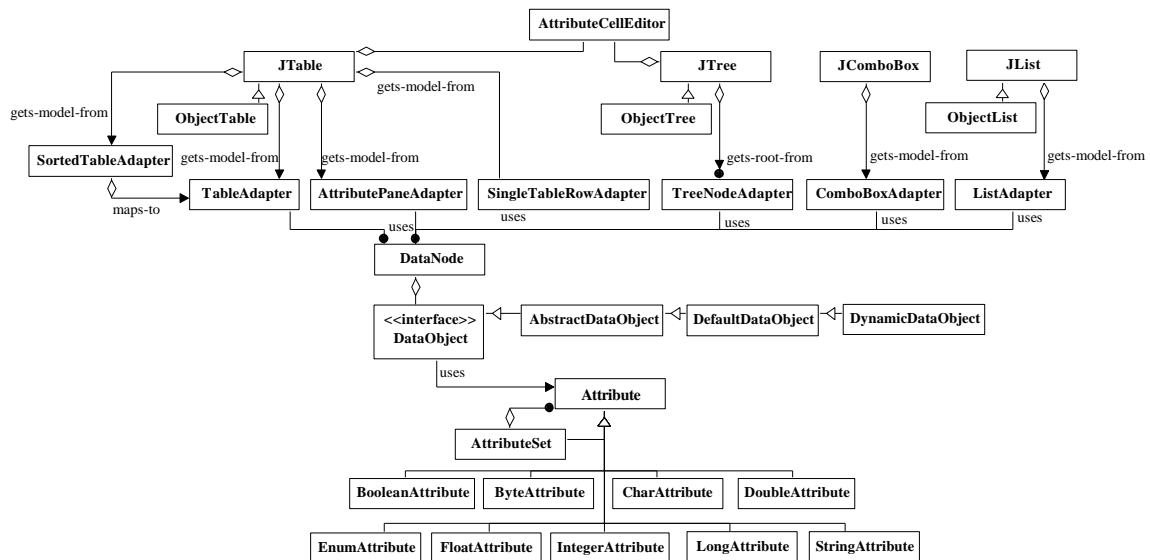 AttributeCellEditor
JTable
JTree
JComboBox
JList
gets-model-from
gets-model-from
ObjectTable
ObjectTree
ObjectList
SortedTableAdapter
gets-model-from
gets-model-from
gets-root-from
gets-model-from
gets-model-from
TableAdapter
AttributePaneAdapter
SingleTableRowAdapter
TreeNodeAdapter
ComboBoxAdapter
ListAdapter
maps-to
uses
uses
uses
uses
uses
DataNode
<<interface>>
DataObject
AbstractDataObject
DefaultDataObject
DynamicDataObject
uses
Attribute
AttributeSet
BooleanAttribute
ByteAttribute
CharAttribute
DoubleAttribute
EnumAttribute
FloatAttribute
IntegerAttribute
LongAttribute
StringAttribute